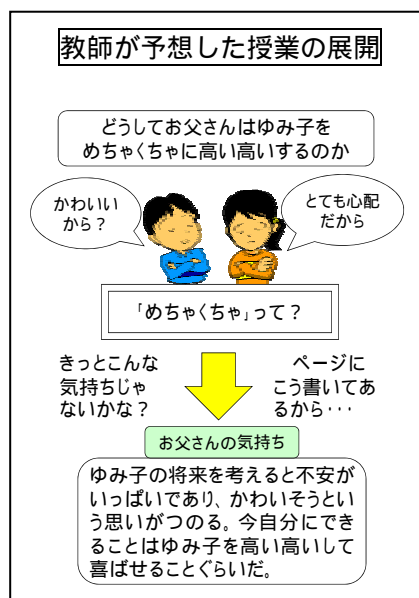 教師が予想した授業の展開
どうしてお父さんはゆみ子を
めちゃくちゃに高い高いするのか
かわいい
から？
とても心配
だから
「めちゃくちゃ」って？
きっとこんな
気持ちじゃ
ないかな？
ページに
こう書いてあ
るから・・・
お父さんの気持ち
ゆみ子の将来を考えると不安が
いっぱいであり、かわいそうとい
う思いがつのる。今自分にでき
ることはゆみ子を高い高いして
喜ばせることぐらいだ。